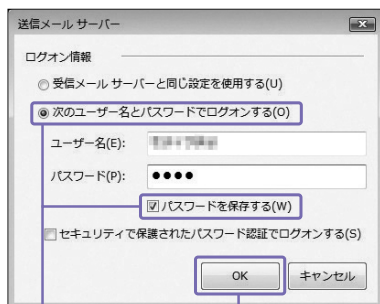 送信メール サーバー
ログオン情報
受信メール サーバーと同じ設定を使用する(U)
次のユーザー名とパスワードでログオンする(O)
ユーザー名(E):
パスワード(P): ●●●●
パスワードを保存する(W)
セキュリティで保護されたパスワード認証でログオンする(S)
OK キャンセル